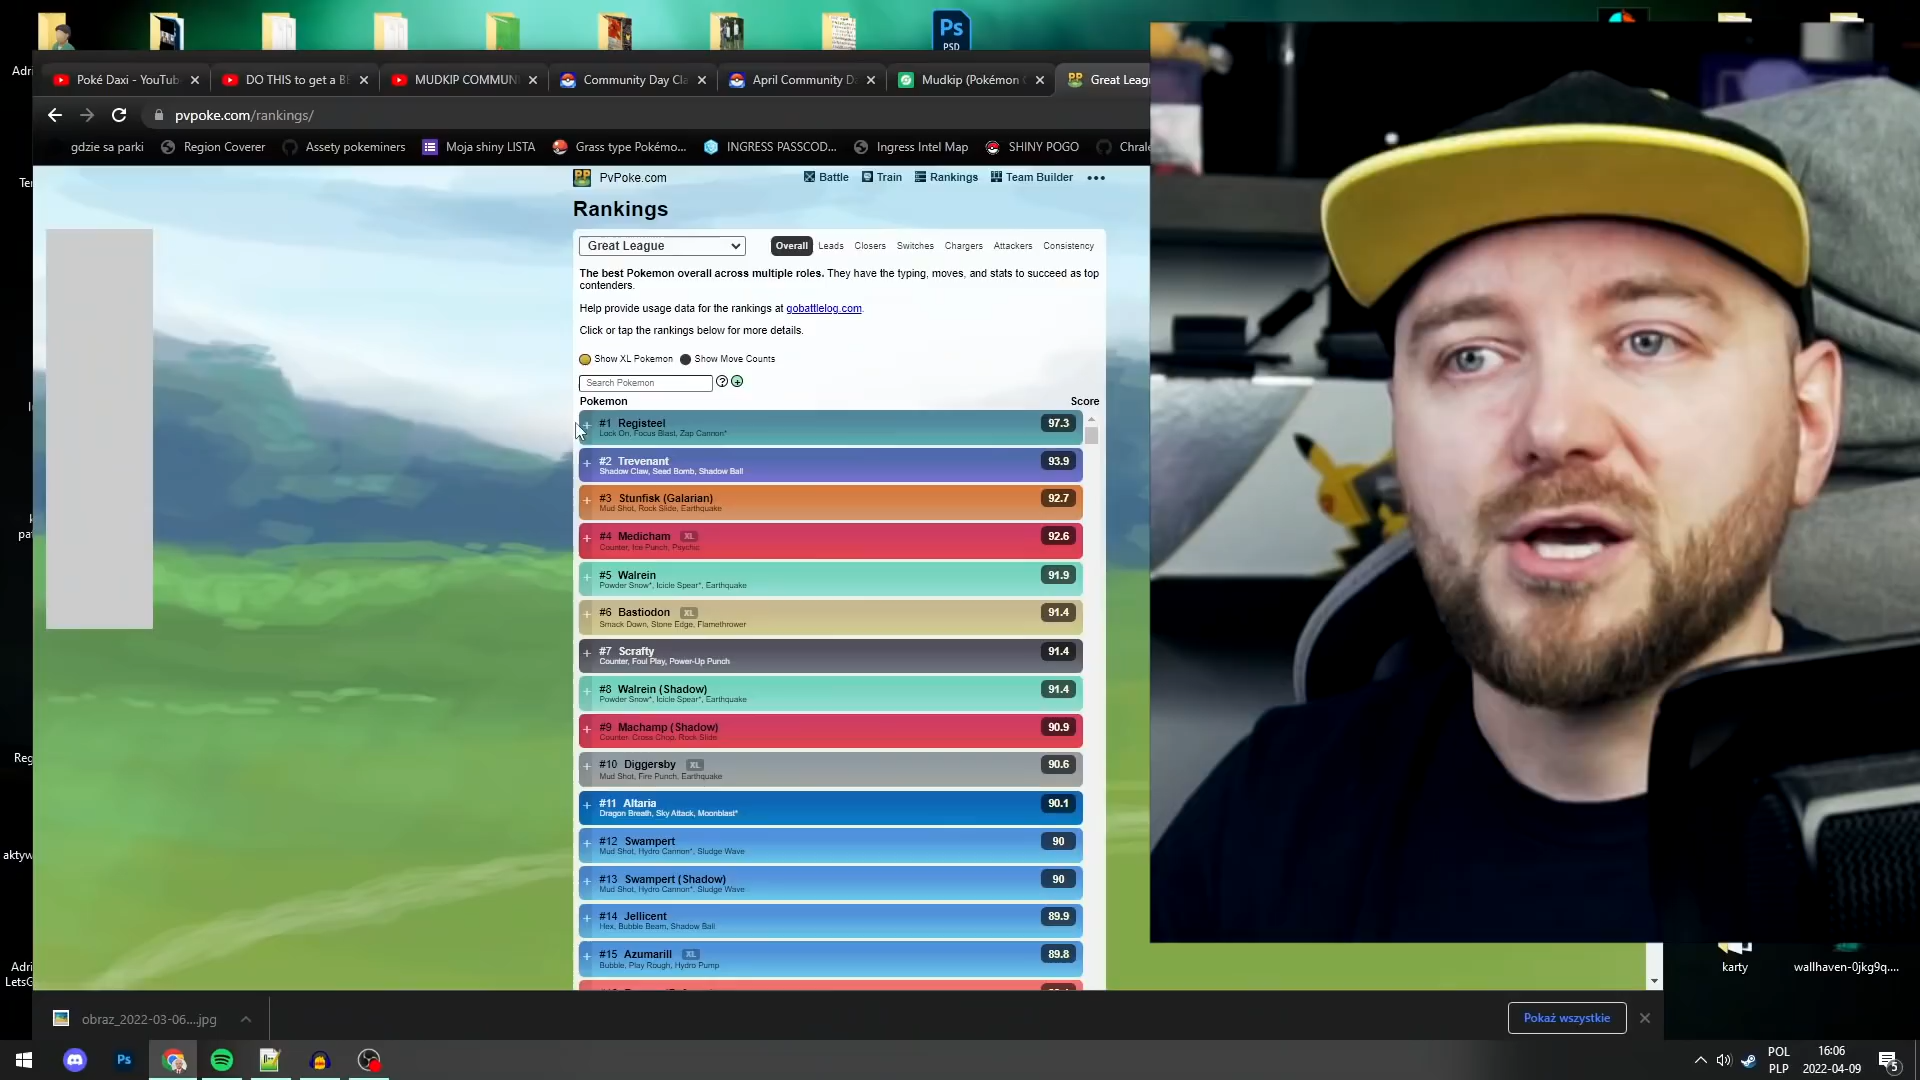 Ps
PSD
Adri
Poké Daxi - YouTub
DO THIS to get a B
MUDKIP COMMUN
Community Day Cla
April Community D
Mudkip (Pokémon
Great Leag
pvpoke.com/rankings/
gdzie sa parki
Region Coverer
Assety pokeminers
Moja shiny LISTA
Grass type Pokémo...
INGRESS PASSCOD...
Ingress Intel Map
SHINY POGO
Chrale
PvPoke.com
Battle
Train
Rankings
Team Builder
Rankings
Great League
Overall
Leads
Closers
Switches
Chargers
Attackers
Consistency
The best Pokemon overall across multiple roles. They have the typing, moves, and stats to succeed as top
contenders.
Help provide usage data for the rankings at gobattlelog.com.
Click or tap the rankings below for more details.
Show XL Pokemon
Show Move Counts
Search Pokemon
Pokemon
Score
#1 Registeel
97.3
Lock On, Focus Blast, Zap Cannon*
#2 Trevenant
93.9
Shadow Claw, Seed Bomb, Shadow Ball
#3 Stunfisk (Galarian)
92.7
Mud Shot, Rock Slide, Earthquake
#4 Medicham XL
92.6
Counter, Ice Punch, Psychic
#5 Walrein
91.9
Powder Snow*, Icicle Spear*, Earthquake
#6 Bastiodon XL
91.4
Smack Down, Stone Edge, Flamethrower
#7 Scrafty
91.4
Counter, Foul Play, Power-Up Punch
#8 Walrein (Shadow)
91.4
Powder Snow*, Icicle Spear*, Earthquake
#9 Machamp (Shadow)
90.9
Counter, Cross Chop, Rock Slide
#10 Diggersby XL
90.6
Mud Shot, Fire Punch, Earthquake
#11 Altaria
90.1
Dragon Breath, Sky Attack, Moonblast*
#12 Swampert
90
Mud Shot, Hydro Cannon*, Sludge Wave
#13 Swampert (Shadow)
90
Mud Shot, Hydro Cannon*, Sludge Wave
#14 Jellicent
89.9
Hex, Bubble Beam, Shadow Ball
#15 Azumarill XL
89.8
Bubble, Play Rough, Hydro Pump
Ter
pat
Reg
aktyw
Adri
LetsG
karty
wallhaven-0jkg9q....
obraz_2022-03-06....jpg
Pokaż wszystkie
Ps
POL
PLP
16:06
2022-04-09
5